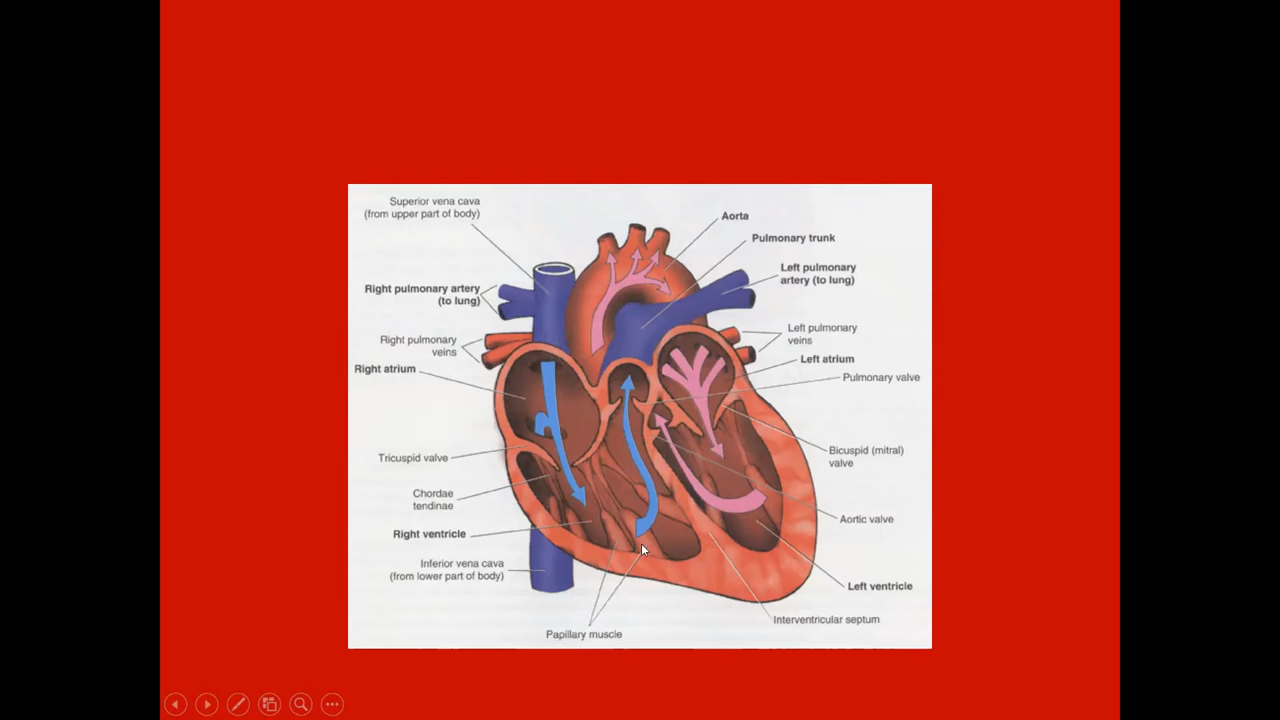 Superior vena cava
(from upper part of body)
Right pulmonary artery
(to lung)
Right pulmonary
veins
Right atrium
Tricuspid valve
Chordae
tendinae
Right ventricle
Inferior vena cava
(from lower part of body)
Papillary muscle
Aorta
Pulmonary trunk
Left pulmonary
artery (to lung)
Left pulmonary
veins
Left atrium
Pulmonary valve
Bicuspid (mitral)
valve
Aortic valve
Left ventricle
Interventricular septum